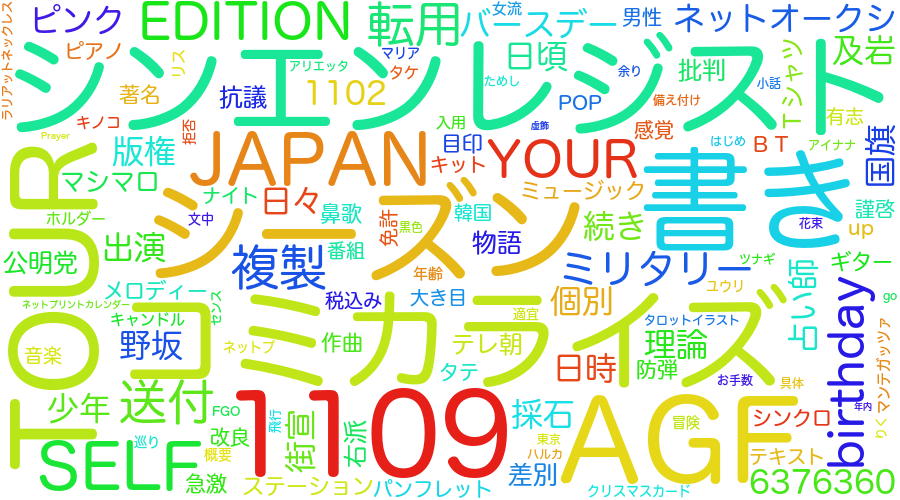 ピンク
EDITION
転用
女流
バースデー
男性
ネットオークシ
ラリアットネックレス
ピアノ
リス
アリエッタ
マリア
タケ
ためし
日頃
余り
批判
小話
Tシャツ
及岩
シンエンレジスト
著名
抗議
1102
POP
備え付け
有志
キノコ
Prayer
拒否
入用
虚飾
目印
感覚
はじめ
BT
アイナナ
国旗
版権
JAPAN
キット
YOUR
書き
マシマロ
ナイト
日々
シーズン
ミュージック
謹啓
ホルダー
文中
鼻歌
免許
黒色
韓国
続き
花束
up
TOUR
公明党
出演
複製
番組
年齢
物語
ミリタリー
ツナギ
ギター
メロディー
センス
税込み
大き目
個別
ユウリ
占い師
go
ネットプリントカレンダー
キャンドル
コミカライズ
適宜
タロットイラスト
birthday
マンテガッツァ
音楽
野坂
ネットプ
作曲
テレ朝
理論
防弾
日時
タテ
お手数
具体
少年
送付
FGO
飛行
1109
採石
AGF
冒険
シンクロ
年内
りく
SELF
巡り
改良
概要
街宣
右派
東京
ハルカ
テキスト
急激
ステーション
パンフレット
差別
クリスマスカード
6376360